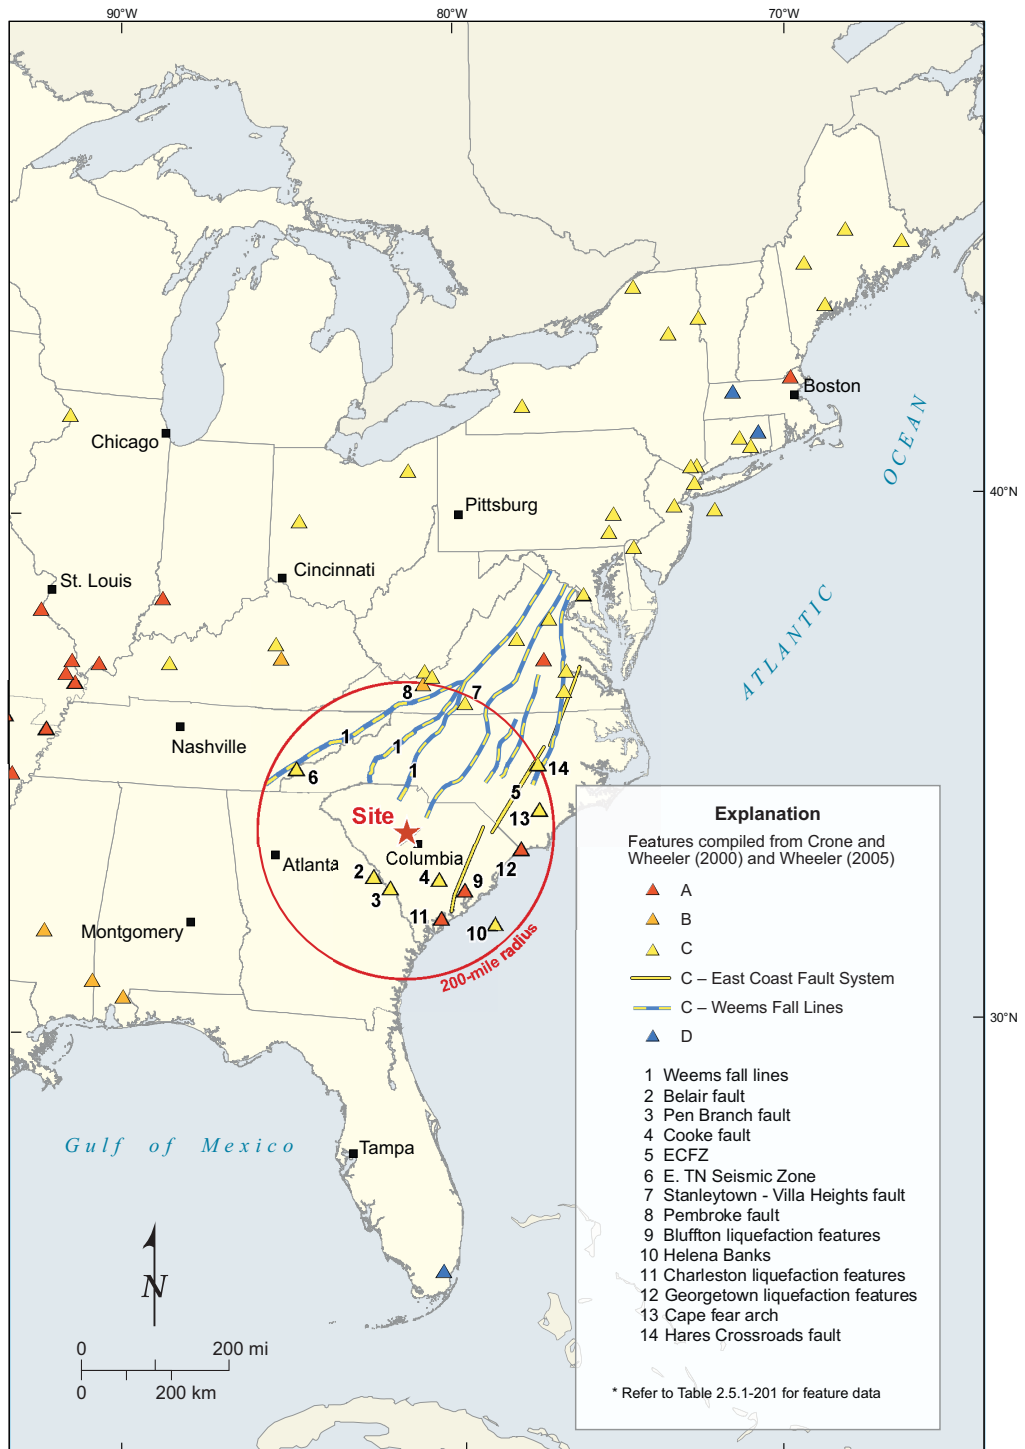 90°W
80°W
70°W
Boston
Chicago
OCEAN
40°N
Pittsburg
Cincinnati
St. Louis
ATLANTIC
8
7
Nashville
1
1
1
6
14
5
Site
13
Explanation
Features compiled from Crone and
Wheeler (2000) and Wheeler (2005)
Atlanta
Columbia
12
2
4
9
3
A
11
10
Montgomery
B
C
200-mile radius
C – East Coast Fault System
C – Weems Fall Lines
30°N
D
1 Weems fall lines
2 Belair fault
3 Pen Branch fault
4 Cooke fault
5 ECFZ
6 E. TN Seismic Zone
7 Stanleytown - Villa Heights fault
8 Pembroke fault
9 Bluffton liquefaction features
10 Helena Banks
11 Charleston liquefaction features
12 Georgetown liquefaction features
13 Cape fear arch
14 Hares Crossroads fault
* Refer to Table 2.5.1-201 for feature data
Gulf of Mexico
Tampa
N
0 200 mi
0 200 km